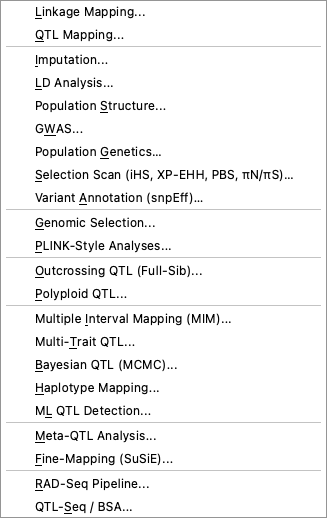 Linkage Mapping...
QTL Mapping...
Imputation...
LD Analysis...
Population Structure...
GWAS...
Population Genetics...
Selection Scan (iHS, XP-EHH, PBS, πN/πS)...
Variant Annotation (snpEff)...
Genomic Selection...
PLINK-Style Analyses...
Outcrossing QTL (Full-Sib)...
Polyploid QTL...
Multiple Interval Mapping (MIM)...
Multi-Trait QTL...
Bayesian QTL (MCMC)...
Haplotype Mapping...
ML QTL Detection...
Meta-QTL Analysis...
Fine-Mapping (SuSiE)...
RAD-Seq Pipeline...
QTL-Seq / BSA...